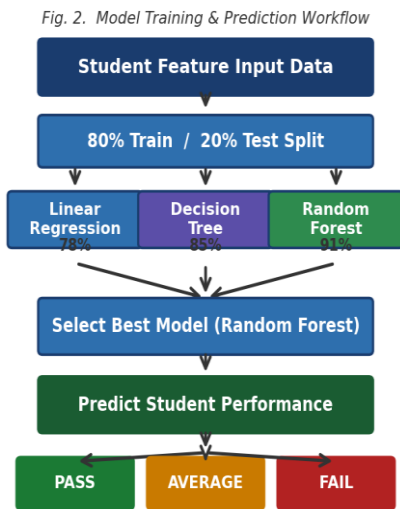 Fig. 2. Model Training & Prediction Workflow
Student Feature Input Data
80% Train / 20% Test Split
Linear
Regression
78%
Decision
Tree
85%
Random
Forest
91%
Select Best Model (Random Forest)
Predict Student Performance
PASS
AVERAGE
FAIL